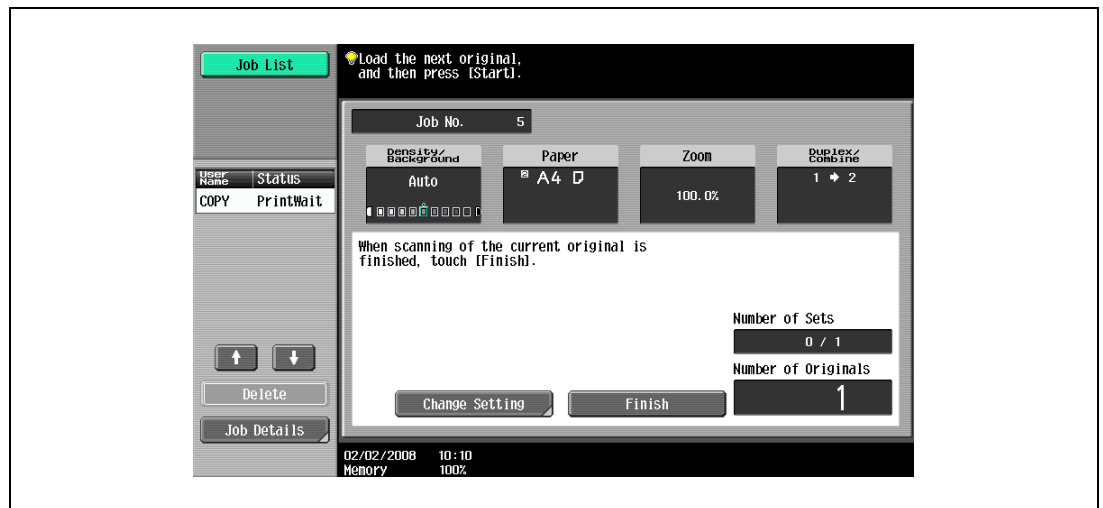 Job List
Load the next original,
and then press [Start].
Job No. 5
Density/
Background
Paper
Zoom
Duplex/
Combine
Auto
2 A4
100.0%
1 → 2
User
Name
Status
COPY PrintWait
When scanning of the current original is
finished, touch [Finish].
Number of Sets
0 / 1
Number of Originals
1
Delete
Change Setting
Finish
Job Details
02/02/2008 10:10
Memory 100%